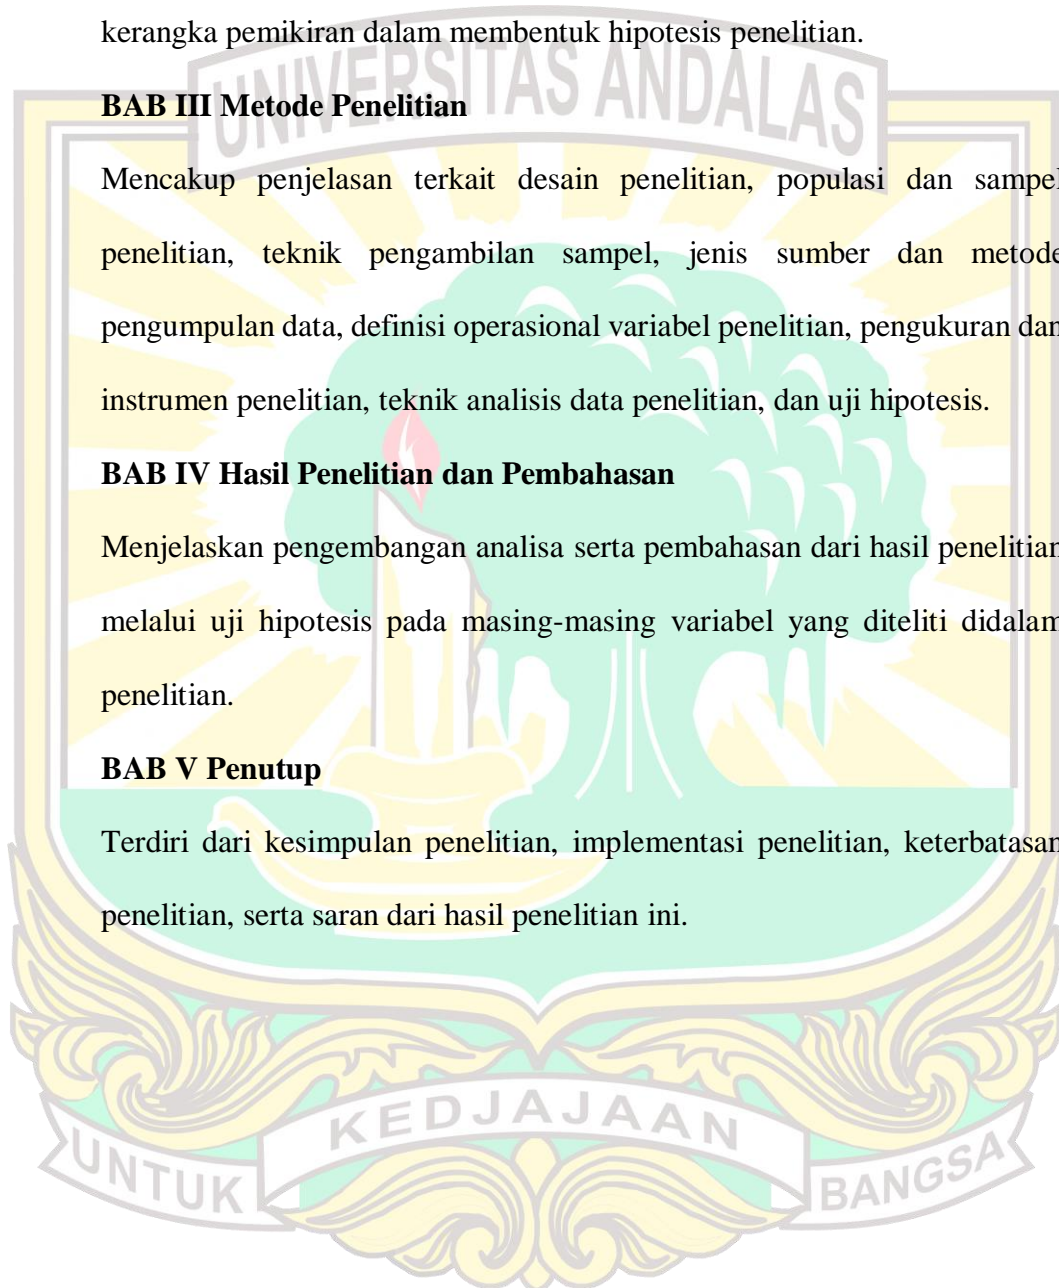 kerangka pemikiran dalam membentuk hipotesis penelitian.
UNIVERSITAS ANDALAS
BAB III Metode Penelitian
Mencakup penjelasan terkait desain penelitian, populasi dan sampel
penelitian, teknik pengambilan sampel, jenis sumber dan metode
pengumpulan data, definisi operasional variabel penelitian, pengukuran dan
instrumen penelitian, teknik analisis data penelitian, dan uji hipotesis.
BAB IV Hasil Penelitian dan Pembahasan
Menjelaskan pengembangan analisa serta pembahasan dari hasil penelitian
melalui uji hipotesis pada masing-masing variabel yang diteliti didalam
penelitian.
BAB V Penutup
Terdiri dari kesimpulan penelitian, implementasi penelitian, keterbatasan
penelitian, serta saran dari hasil penelitian ini.
UNTUK KEDJAJAAN BANGSA